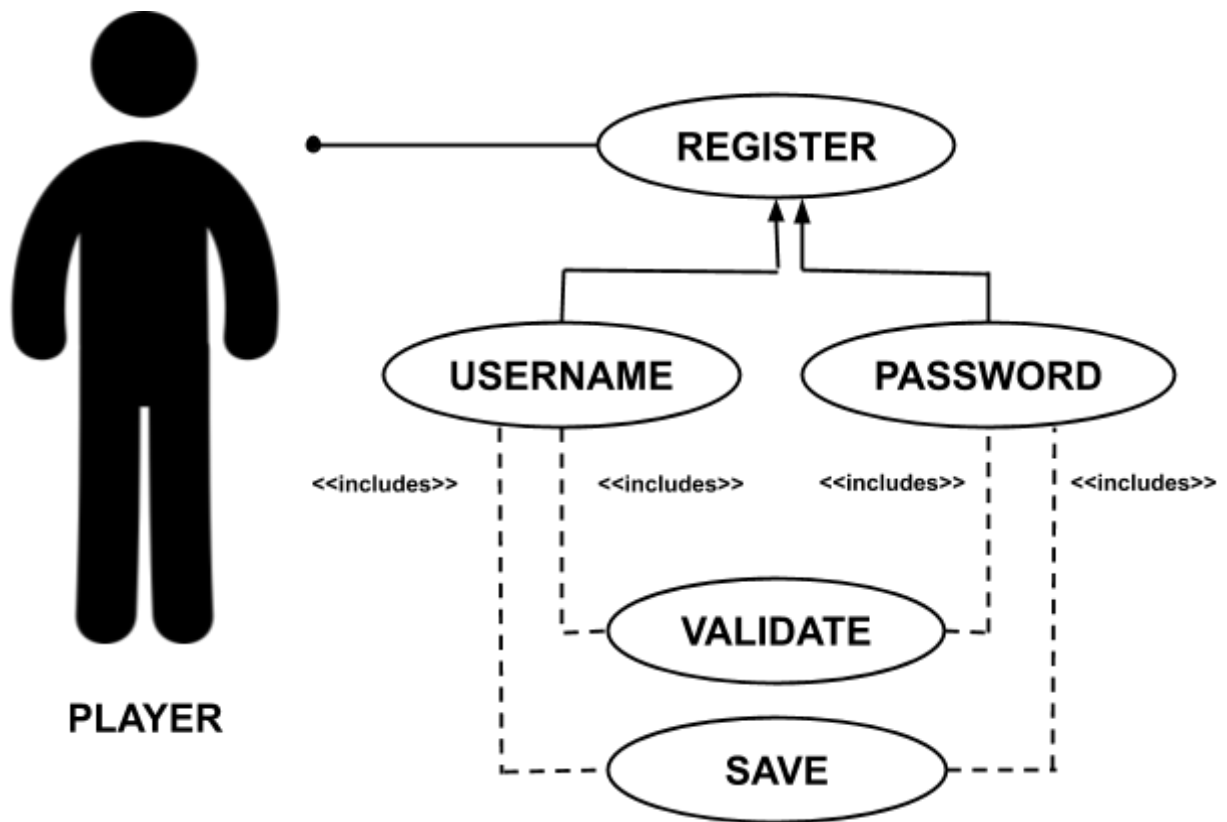 REGISTER
USERNAME
PASSWORD
<<includes>>
<<includes>>
<<includes>>
<<includes>>
VALIDATE
PLAYER
SAVE